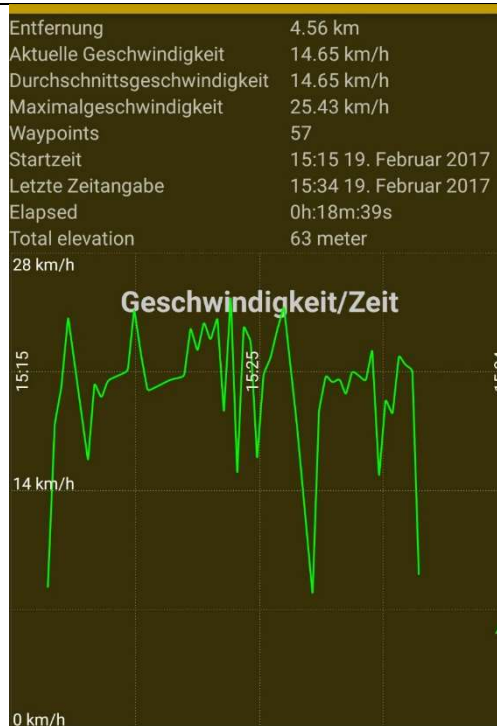 Entfernung 4.56 km
Aktuelle Geschwindigkeit 14.65 km/h
Durchschnittsgeschwindigkeit 14.65 km/h
Maximalgeschwindigkeit 25.43 km/h
Waypoints 57
Startzeit 15:15 19. Februar 2017
Letzte Zeitangabe 15:34 19. Februar 2017
Elapsed 0h:18m:39s
Total elevation 63 meter
28 km/h
Geschwindigkeit/Zeit
15:15
15:25
14 km/h
0 km/h